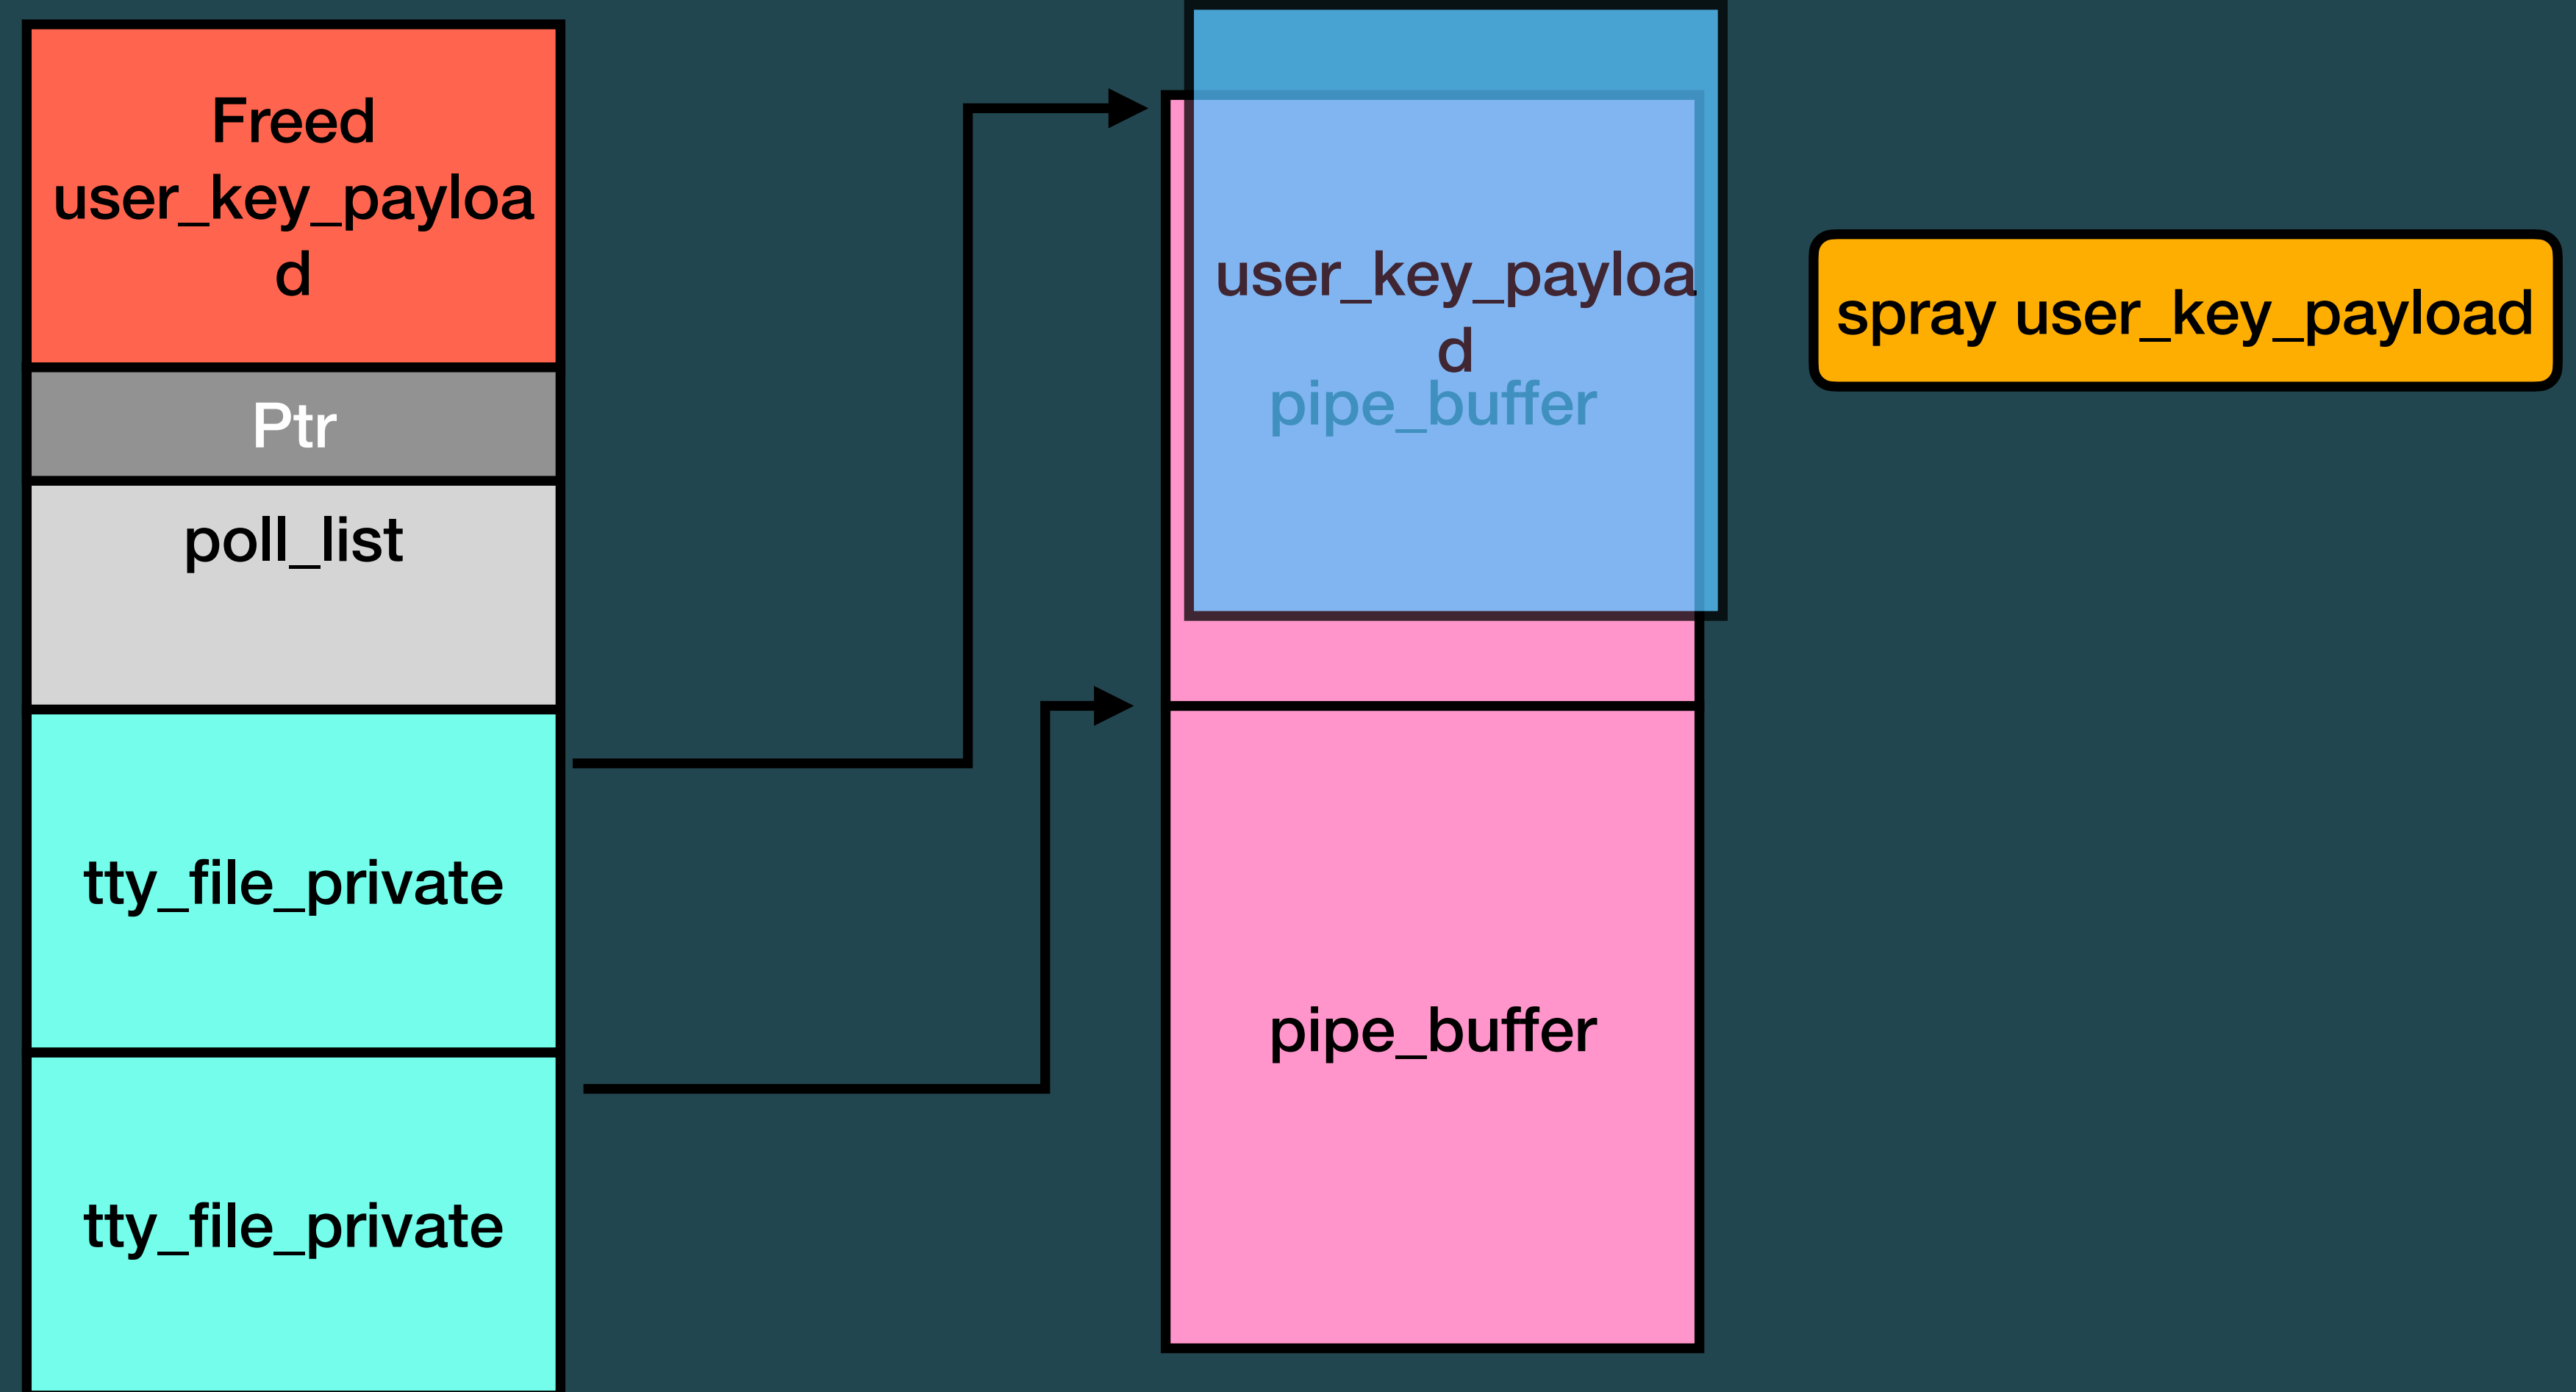 Freed
user_key_payloa
d
Ptr
poll_list
tty_file_private
tty_file_private
user_key_payloa
d
pipe_buffer
pipe_buffer
spray user_key_payload